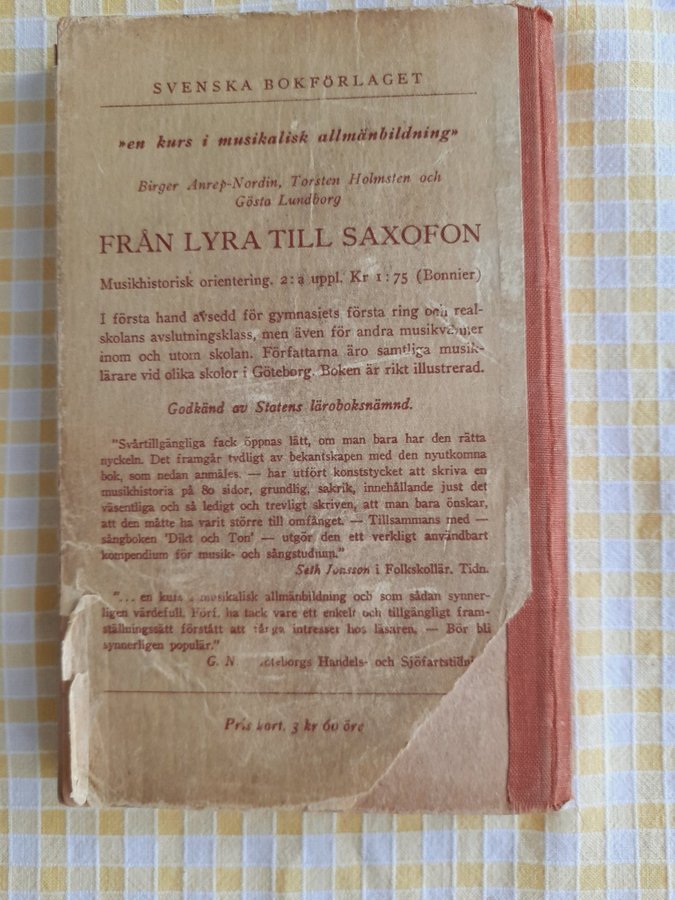 SVENSKA BOKFÖRLAGET
»en kurs i musikalisk allmänbildning»
Birger Anrep-Nordin, Torsten Holmsten och
Gösta Lundborg
FRÅN LYRA TILL SAXOFON
Musikhistorisk orientering. 2:a uppl. Kr 1:75 (Bonnier)
I första hand avsedd för gymnasiets första ring och real-
skolans avslutningsklass, men även för andra musikvänner
inom och utom skolan. Författarna äro samtliga musik-
lärare vid olika skolor i Göteborg. Boken är rikt illustrerad.
Godkänd av Statens läroboksnämnd.
"Svårtillgängliga fack öppnas lätt, om man bara har den rätta
nyckeln. Det framgår tydligt av bekantskapen med den nyutkomna
bok, som nedan anmäles. — har utfört konststycket att skriva en
musikhistoria på 80 sidor, grundlig, sakrik, innehållande just det
väsentliga och så ledigt och trevligt skriven, att man bara önskar,
att den måtte ha varit större till omfånget. — Tillsammans med —
sångboken 'Dikt och Ton' — utgör den ett verkligt användbart
kompendium för musik- och sångstudium."
Seth Jonsson i Folkskollär. Tidn.
"... en kurs i musikalisk allmänbildning och som sådan synner-
ligen värdefull. Förf. ha tack vare ett enkelt och tillgängligt fram-
ställningssätt förstått att fånga intresset hos läsaren. — Bör bli
synnerligen populär."
G. N Göteborgs Handels- och Sjöfartstidn
Pris kart. 3 kr 60 öre